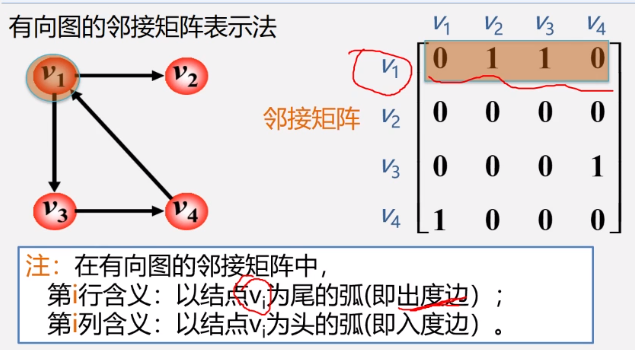 有向图的邻接矩阵表示法
v1 v2
v3 v4
v1 v2 v3 v4
v1 0 1 1 0
邻接矩阵 v2 0 0 0 0
v3 0 0 0 1
v4 1 0 0 0
注：在有向图的邻接矩阵中，
第i行含义：以结点vi为尾的弧(即出度边）；
第i列含义：以结点vi为头的弧(即入度边）。